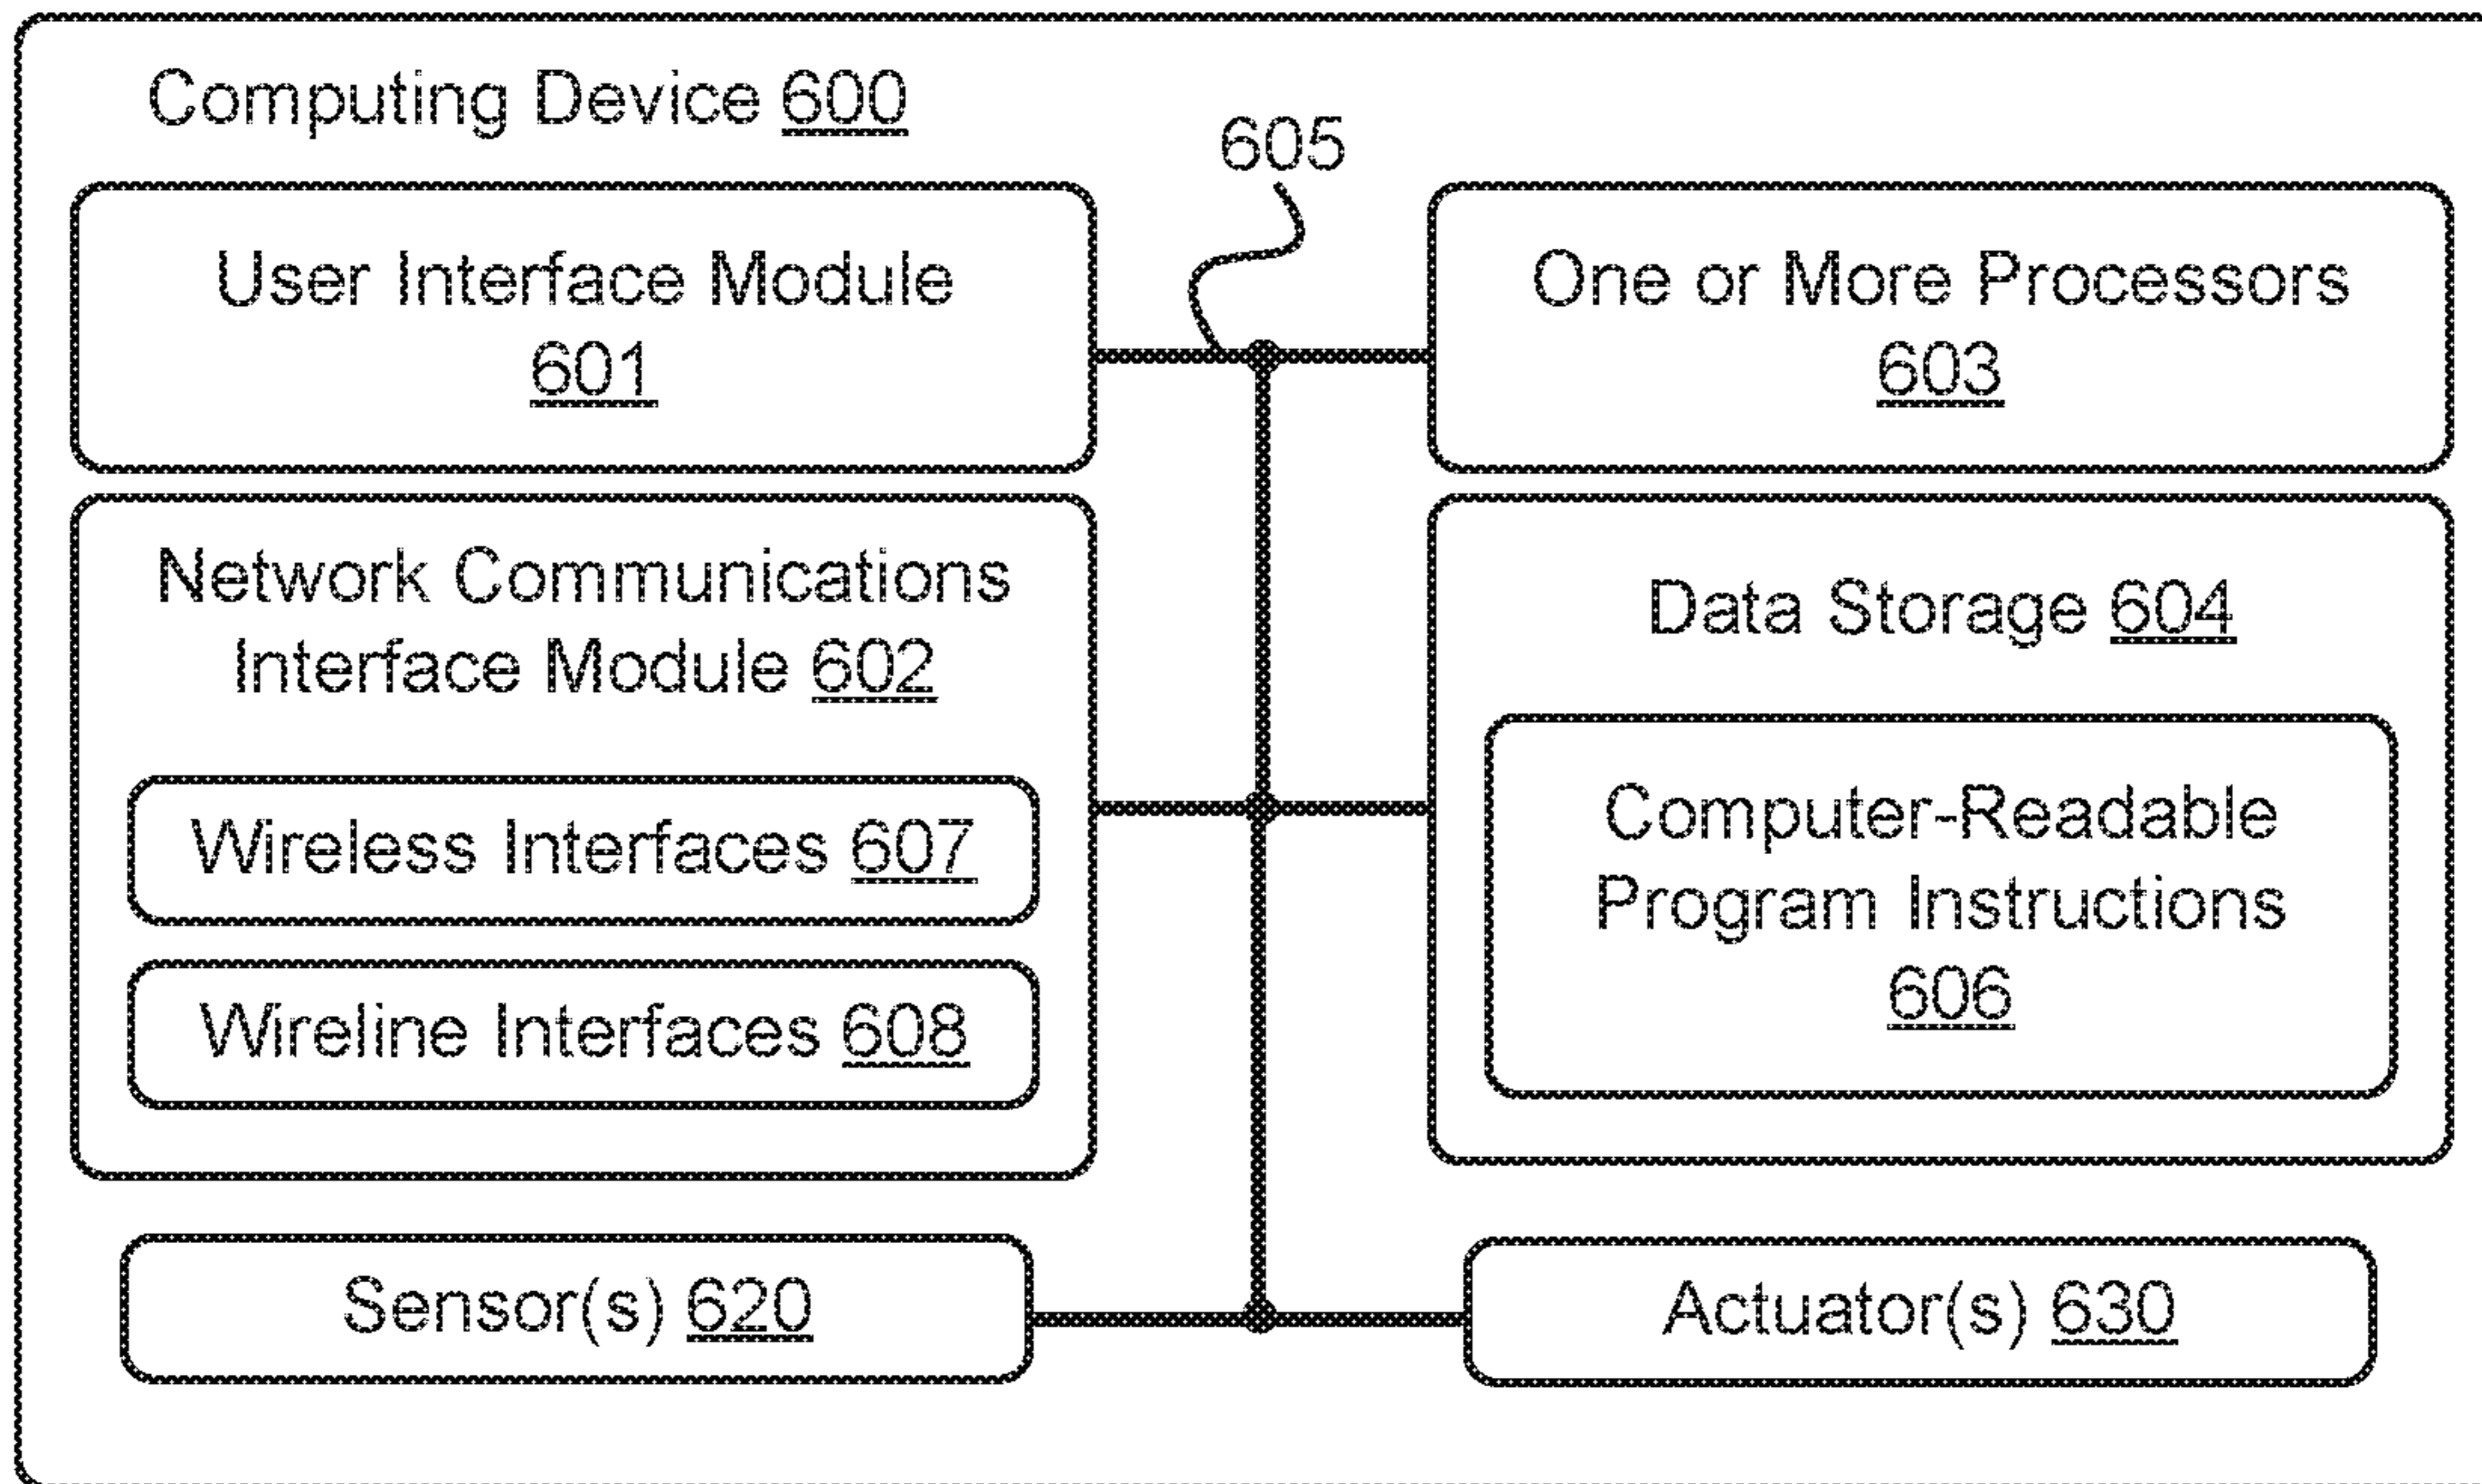 Computing Device 600
605
User Interface Module
601
One or More Processors
603
Network Communications
Interface Module 602
Wireless Interfaces 607
Wireline Interfaces 608
Data Storage 604
Computer-Readable
Program Instructions
606
Sensor(s) 620
Actuator(s) 630